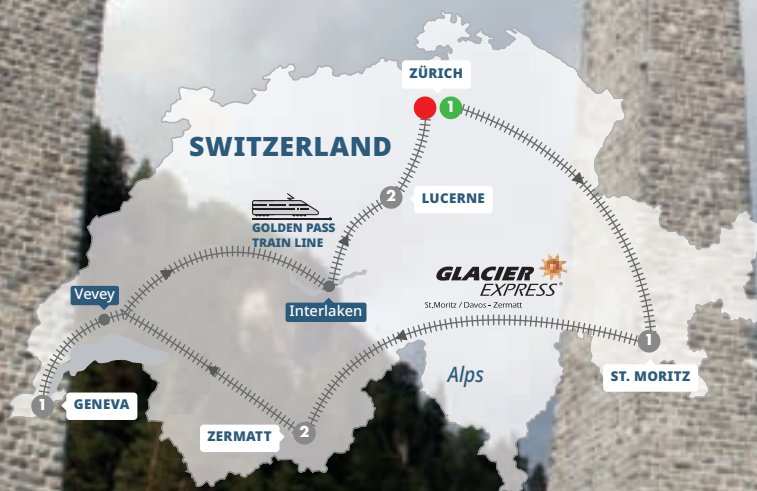 ZÜRICH
1
SWITZERLAND
2
LUCERNE
GOLDEN PASS
TRAIN LINE
GLACIER
EXPRESS®
St.Moritz / Davos – Zermatt
Vevey
Interlaken
1
ST. MORITZ
Alps
1
GENEVA
ZERMATT
2